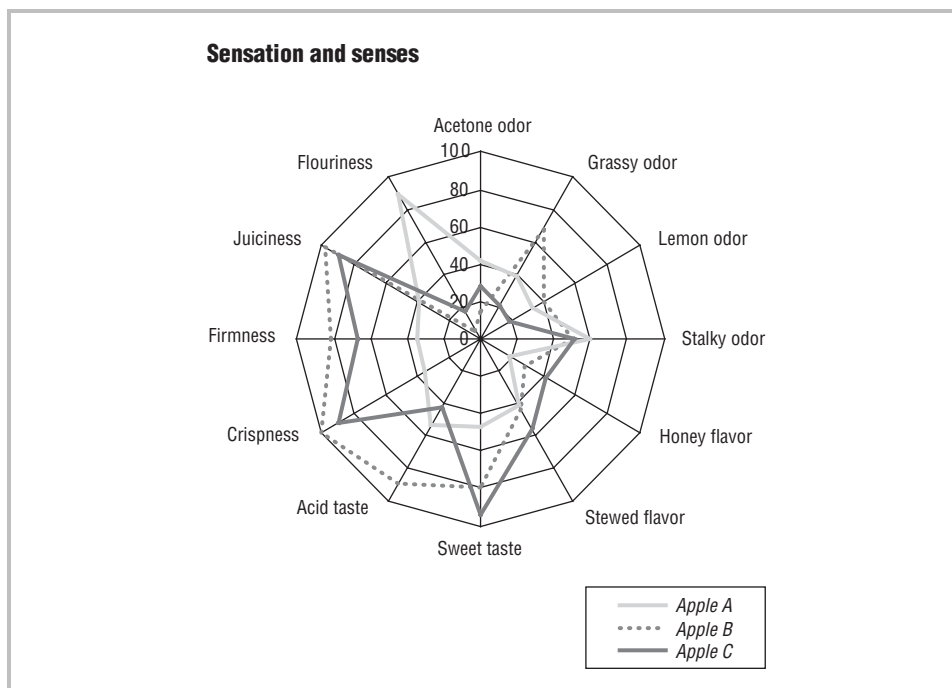 Sensation and senses
Acetone odor
Flouriness
Grassy odor
Juiciness
Lemon odor
Firmness
Stalky odor
Crispness
Honey flavor
Acid taste
Stewed flavor
Sweet taste
100
80
60
40
20
0
Apple A
Apple B
Apple C